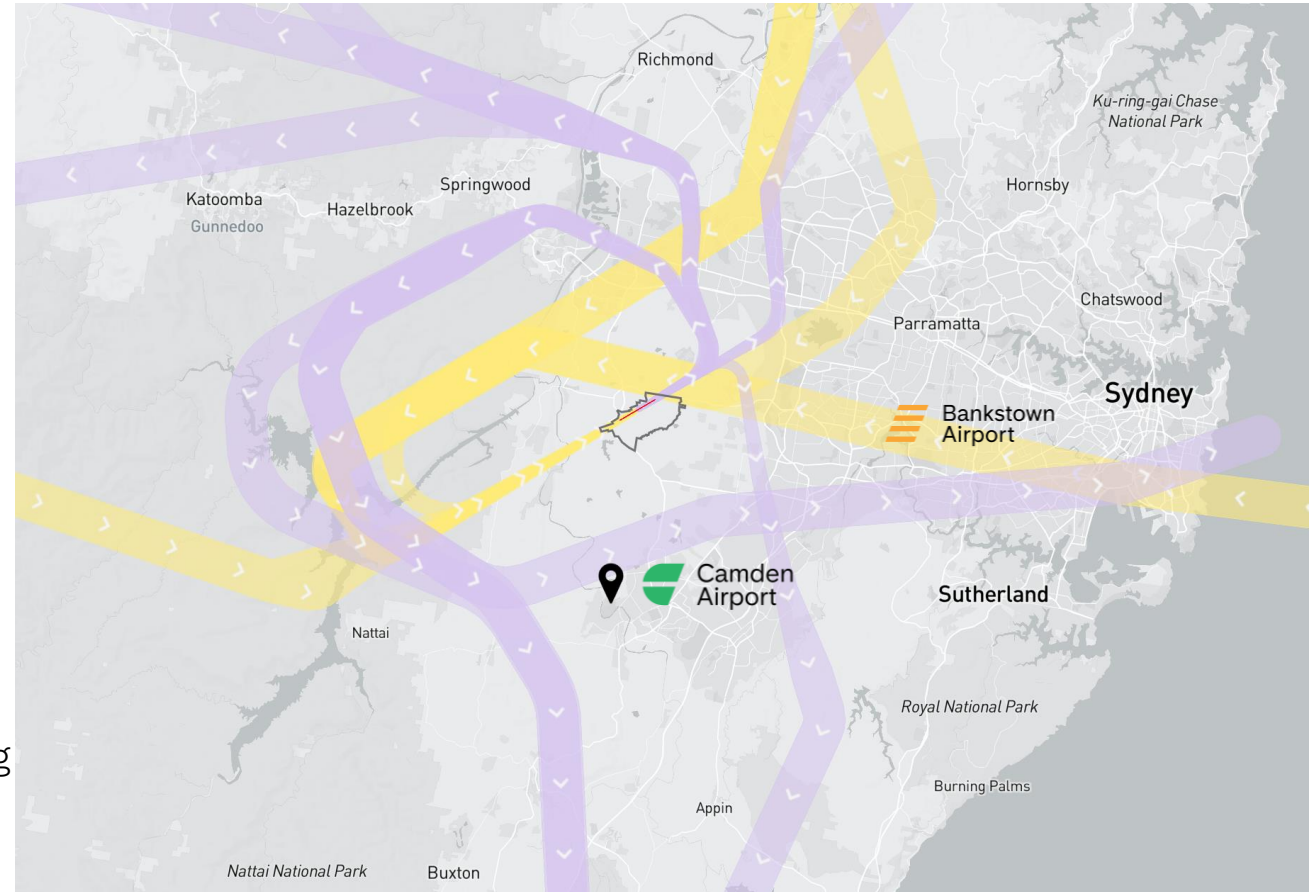 Richmond
Ku-ring-gai Chase
National Park
Springwood
Hornsby
Katoomba
Hazelbrook
Gunnedoo
Chatswood
Parramatta
Sydney
Bankstown
Airport
Camden
Airport
Sutherland
Nattai
Royal National Park
Burning Palms
Appin
Nattai National Park
Buxton